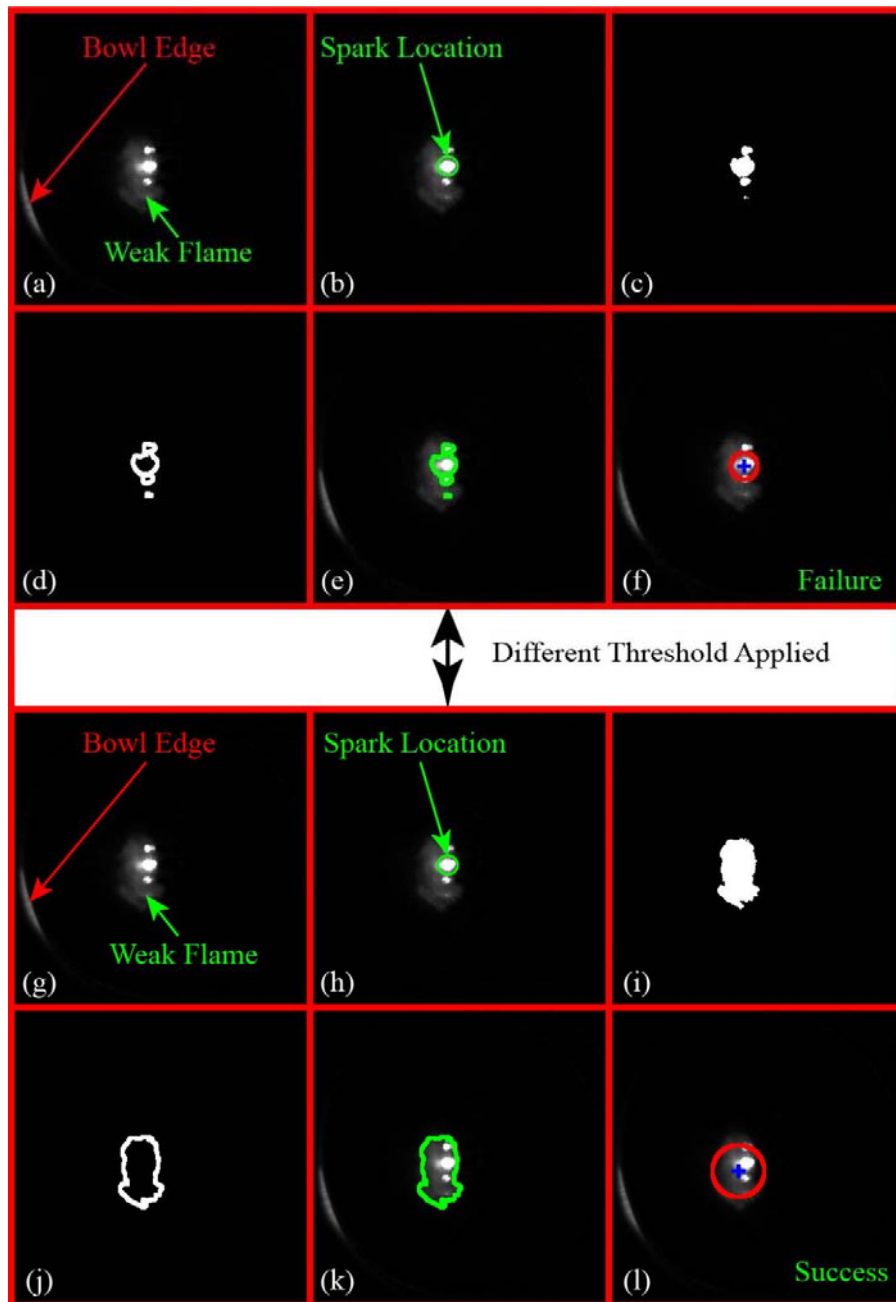 Bowl Edge
Spark Location
Weak Flame
(a)
(b)
(c)
(d)
(e)
(f)
Failure
Different Threshold Applied
Bowl Edge
Spark Location
Weak Flame
(g)
(h)
(i)
(j)
(k)
(l)
Success